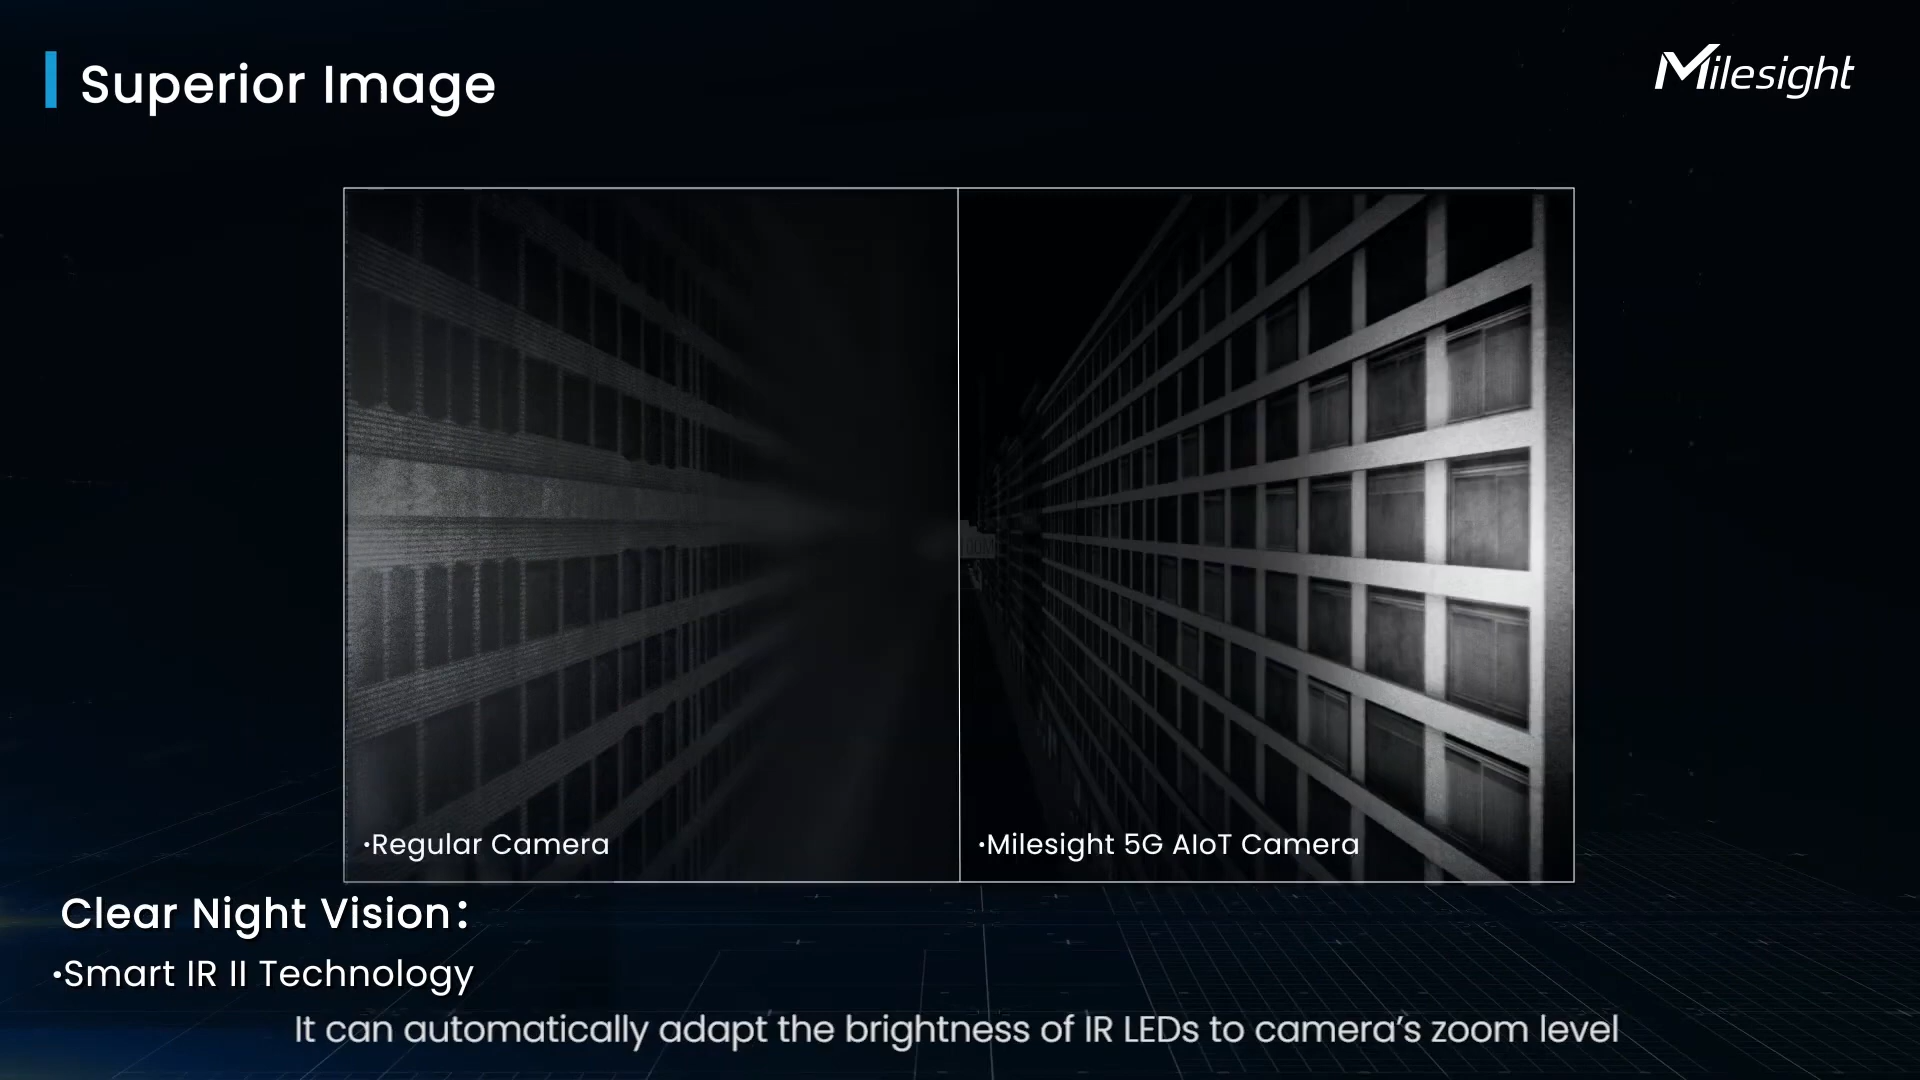 Superior Image
Milesight
·Regular Camera
·Milesight 5G AIoT Camera
Clear Night Vision：
·Smart IR II Technology
It can automatically adapt the brightness of IR LEDs to camera’s zoom level